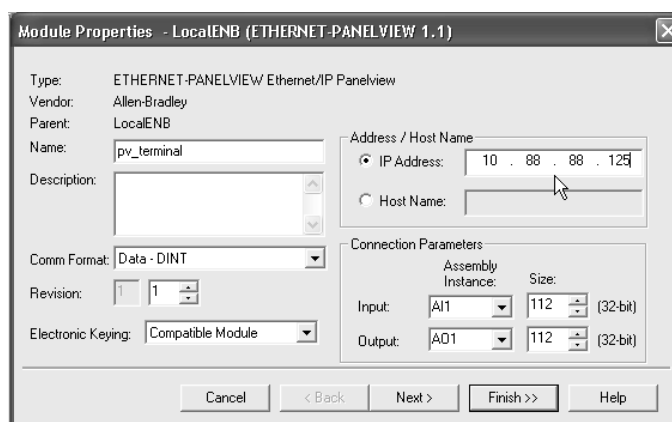 Module Properties - LocalENB (ETHERNET-PANELVIEW 1.1)
Type: ETHERNET-PANELVIEW Ethernet/IP Panelview
Vendor: Allen-Bradley
Parent: LocalENB
Name: pv_terminal
Description:
Comm Format: Data - DINT
Revision: 1 1
Electronic Keying: Compatible Module
Address / Host Name
IP Address: 10 . 88 . 88 . 125
Host Name:
Connection Parameters
Assembly
Instance: Size:
Input: AI1 112 (32-bit)
Output: AO1 112 (32-bit)
Cancel < Back Next > Finish >> Help